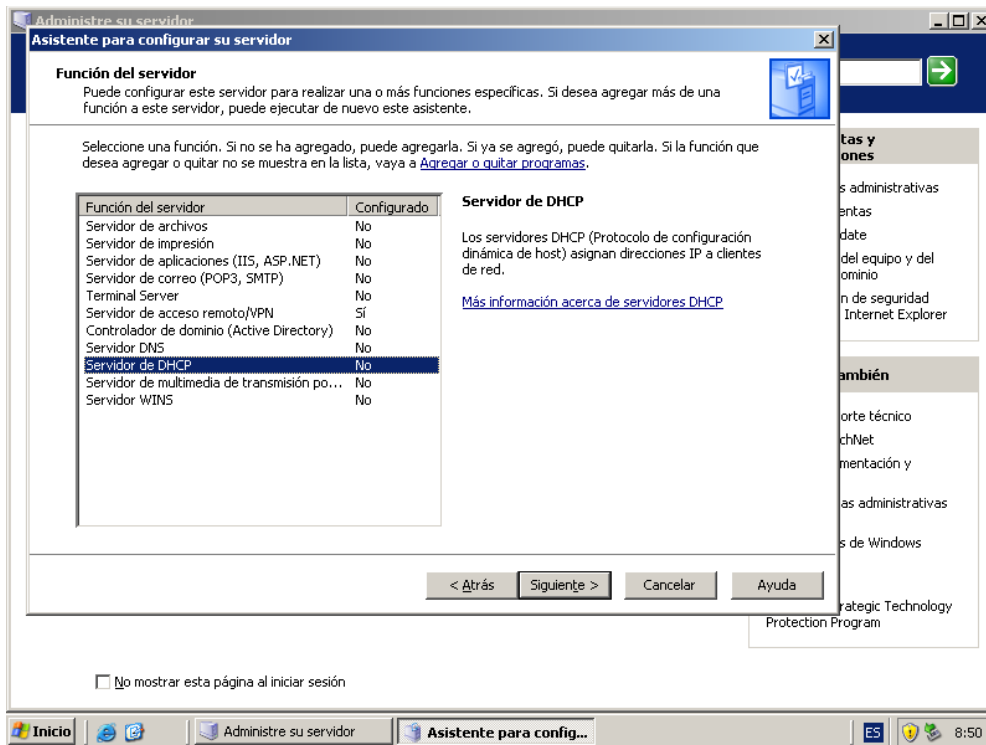 Administre su servidor
Asistente para configurar su servidor
Función del servidor
Puede configurar este servidor para realizar una o más funciones específicas. Si desea agregar más de una
función a este servidor, puede ejecutar de nuevo este asistente.
Seleccione una función. Si no se ha agregado, puede agregarla. Si ya se agregó, puede quitarla. Si la función que
desea agregar o quitar no se muestra en la lista, vaya a Agregar o quitar programas.
Función del servidor Configurado
Servidor de archivos No
Servidor de impresión No
Servidor de aplicaciones (IIS, ASP.NET) No
Servidor de correo (POP3, SMTP) No
Terminal Server No
Servidor de acceso remoto/VPN Sí
Controlador de dominio (Active Directory) No
Servidor DNS No
Servidor de DHCP No
Servidor de multimedia de transmisión po... No
Servidor WINS No
Servidor de DHCP
Los servidores DHCP (Protocolo de configuración
dinámica de host) asignan direcciones IP a clientes
de red.
Más información acerca de servidores DHCP
< Atrás
Siguiente >
Cancelar
Ayuda
tas y
ones
s administrativas
entas
date
del equipo y del
ominio
n de seguridad
Internet Explorer
ambién
orte técnico
chNet
mentación y
as administrativas
s de Windows
rategic Technology
Protection Program
No mostrar esta página al iniciar sesión
Inicio
Administre su servidor
Asistente para config...
ES
8:50